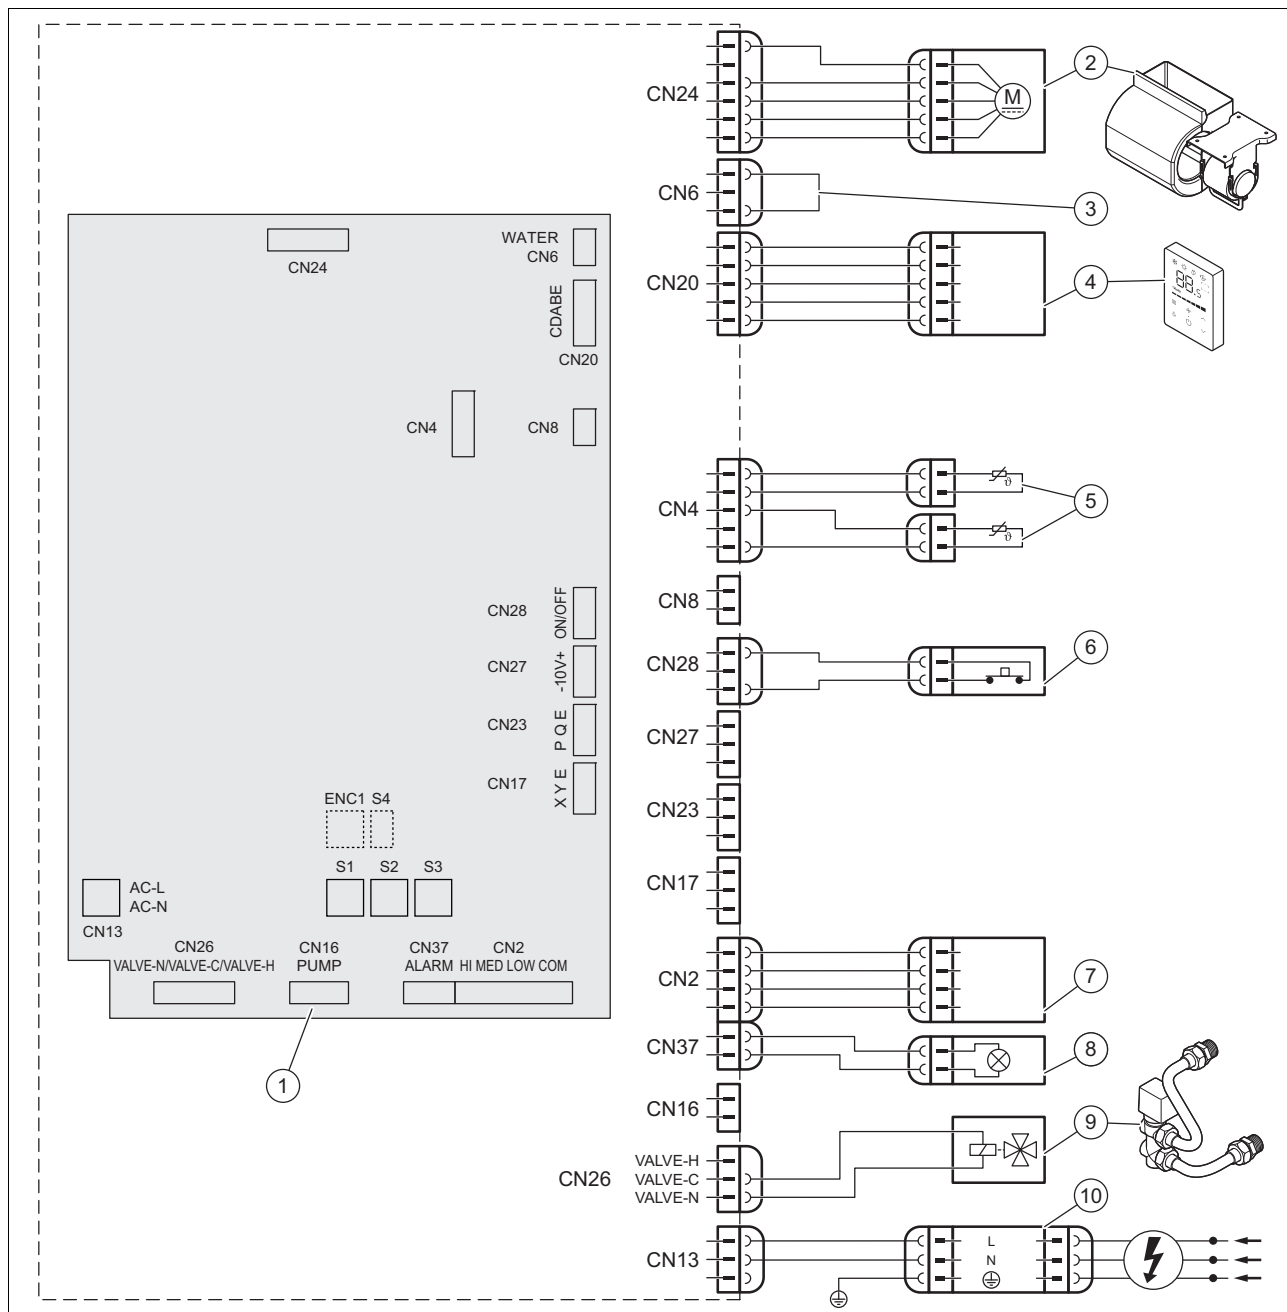 CN24
M
2
CN6
3
CN20
4
88.5
WATER
CN6
CN24
CDABE
CN20
CN4
CN8
CN4
ϑ
ϑ
5
CN8
CN28
ON/OFF
CN28
6
CN27
-10V+
CN27
CN23
P Q E
CN23
CN17
X Y E
CN17
ENC1 S4
S1 S2 S3
AC-L
AC-N
CN13
CN26
VALVE-N/VALVE-C/VALVE-H
CN16
PUMP
CN37 CN2
ALARM HI MED LOW COM
1
CN2
7
CN37
8
CN16
9
CN26
VALVE-H
VALVE-C
VALVE-N
10
CN13
L
N